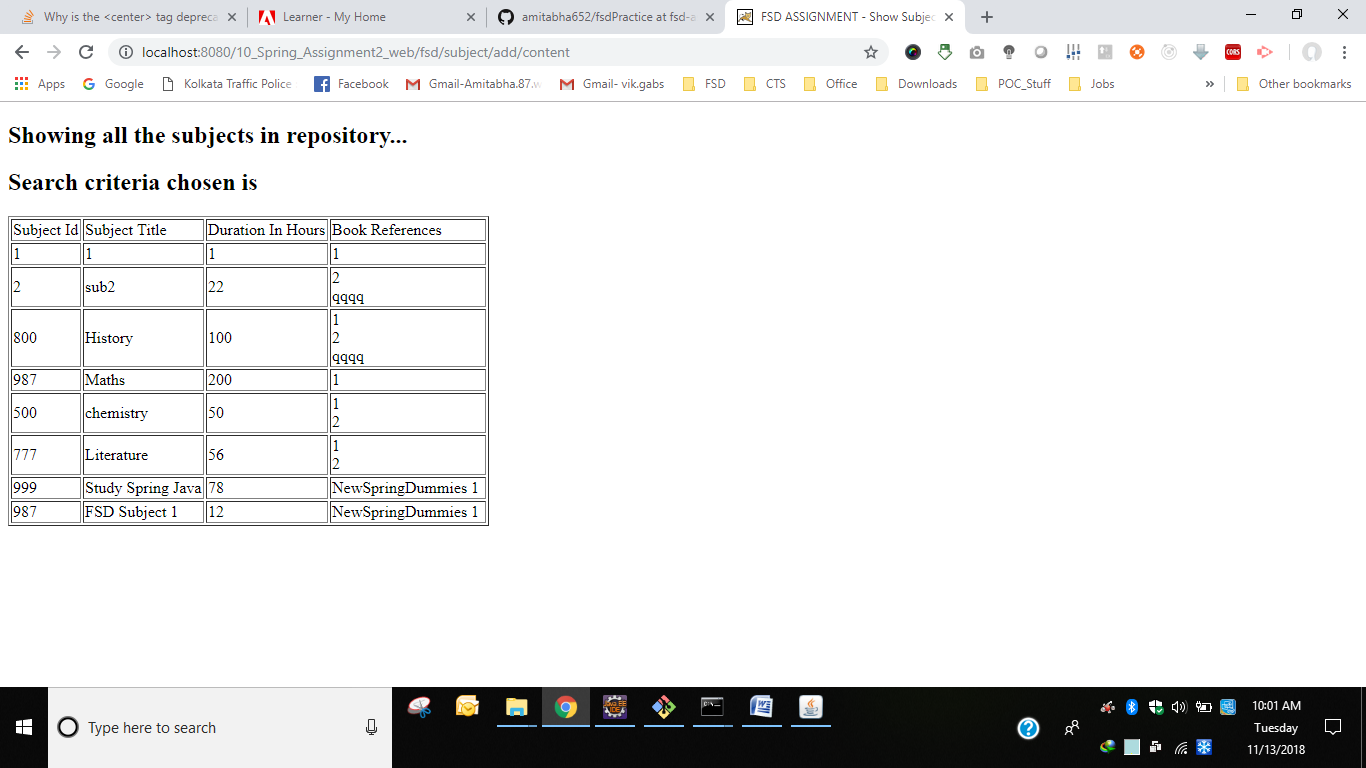 Why is the <center> tag depreca
Learner - My Home
amitabha652/fsdPractice at fsd-a
FSD ASSIGNMENT - Show Subjec
localhost:8080/10_Spring_Assignment2_web/fsd/subject/add/content
CORS
Apps Google Kolkata Traffic Police Facebook Gmail-Amitabha.87.w Gmail- vik.gabs FSD CTS Office Downloads POC_Stuff Jobs » Other bookmarks
Showing all the subjects in repository...
Search criteria chosen is
Subject Id Subject Title Duration In Hours Book References
1 1 1 1
2 sub2 22 2
qqqq
800 History 100 1
2
qqqq
987 Maths 200 1
500 chemistry 50 1
2
777 Literature 56 1
2
999 Study Spring Java 78 NewSpringDummies 1
987 FSD Subject 1 12 NewSpringDummies 1
Type here to search
10:01 AM
Tuesday
11/13/2018